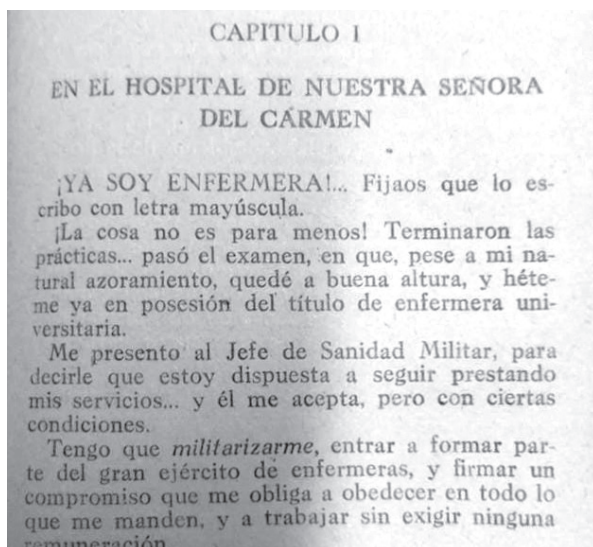 CAPITULO I
EN EL HOSPITAL DE NUESTRA SEÑORA
DEL CARMEN
¡YA SOY ENFERMERA!... Fijaos que lo es-
cribo con letra mayúscula.
¡La cosa no es para menos! Terminaron las
prácticas... pasó el examen, en que, pese a mi na-
tural azoramiento, quedé a buena altura, y héte-
me ya en posesión del título de enfermera uni-
versitaria.
Me presento al Jefe de Sanidad Militar, para
decirle que estoy dispuesta a seguir prestando
mis servicios... y él me acepta, pero con ciertas
condiciones.
Tengo que militarizarme, entrar a formar par-
te del gran ejército de enfermeras, y firmar un
compromiso que me obliga a obedecer en todo lo
que me manden, y a trabajar sin exigir ninguna
remuneración